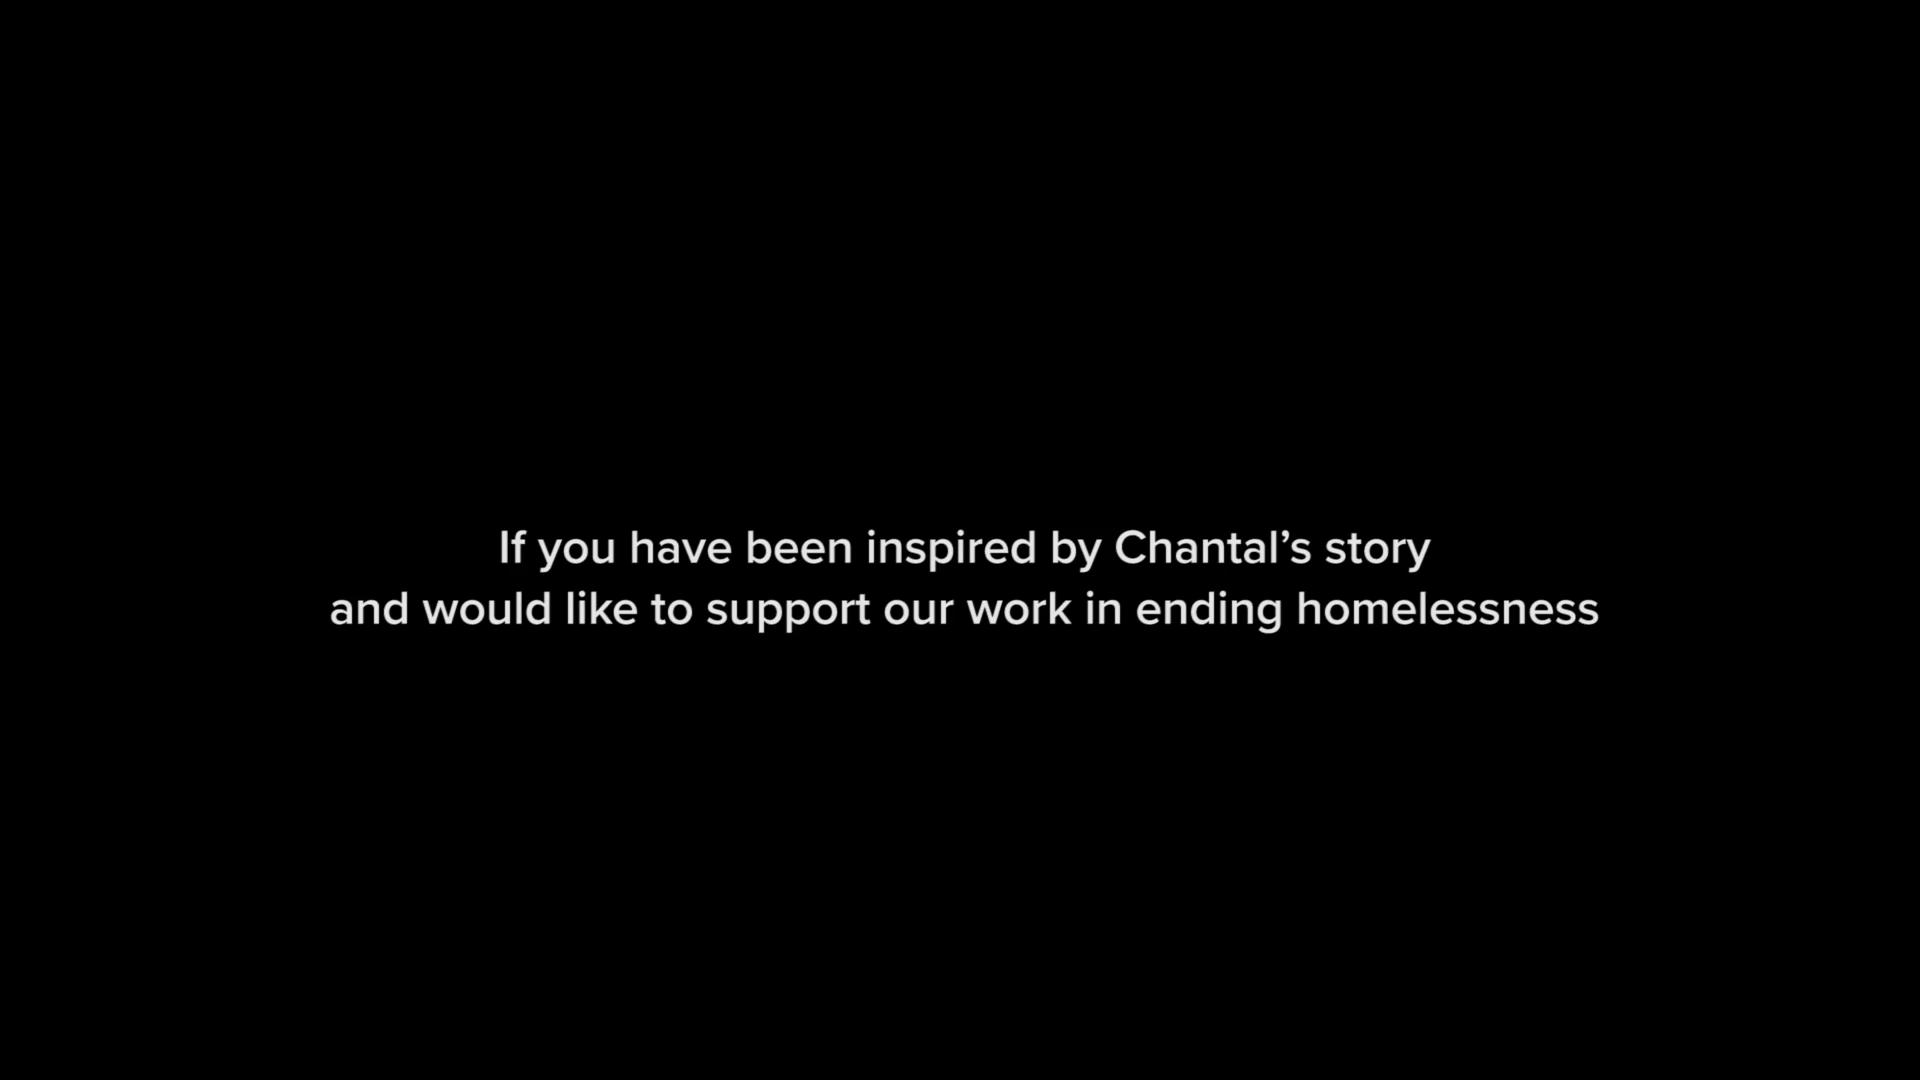 If you have been inspired by Chantal’s story
and would like to support our work in ending homelessness